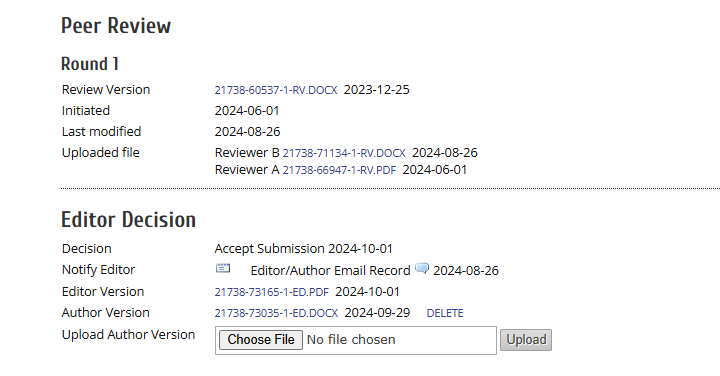 Peer Review
Round 1
Review Version 21738-60537-1-RV.DOCX 2023-12-25
Initiated 2024-06-01
Last modified 2024-08-26
Uploaded file Reviewer B 21738-71134-1-RV.DOCX 2024-08-26
Reviewer A 21738-66947-1-RV.PDF 2024-06-01
Editor Decision
Decision Accept Submission 2024-10-01
Notify Editor Editor/Author Email Record 2024-08-26
Editor Version 21738-73165-1-ED.PDF 2024-10-01
Author Version 21738-73035-1-ED.DOCX 2024-09-29 DELETE
Upload Author Version Choose File No file chosen Upload